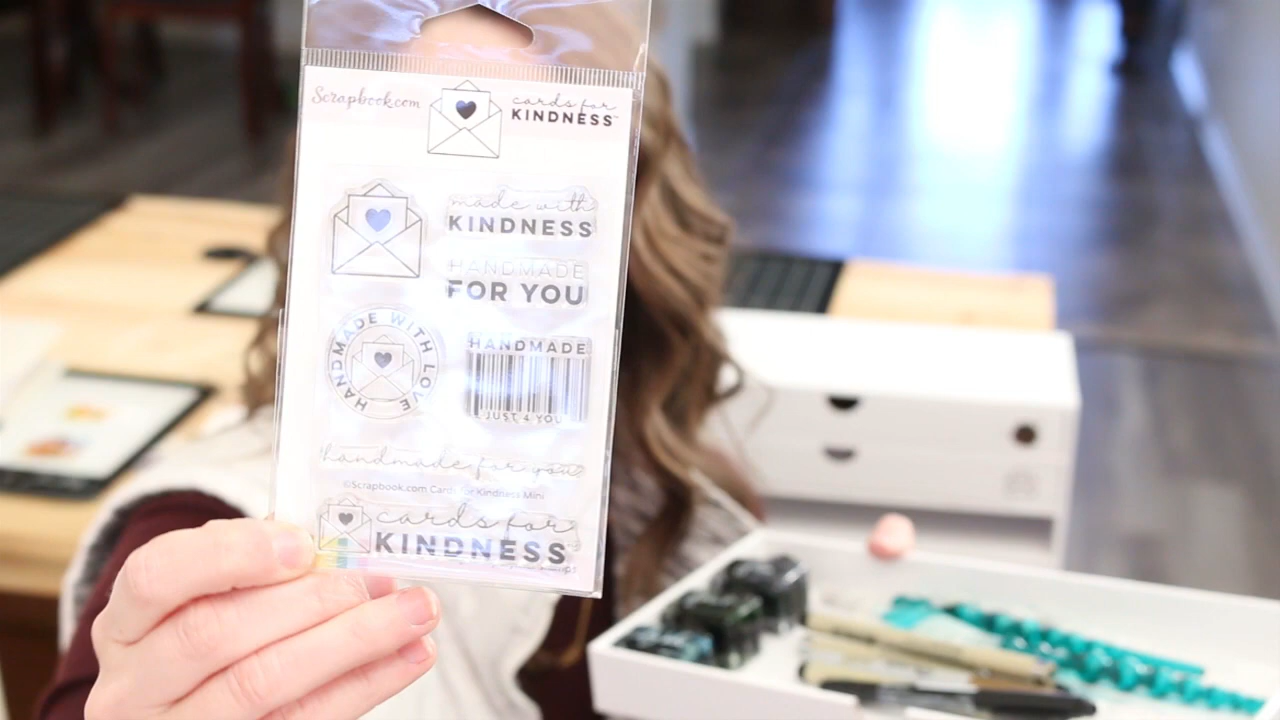 Scrapbook.com
cards for
KINDNESS™
made with
KINDNESS
HANDMADE
FOR YOU
HANDMADE WITH LOVE
HANDMADE
JUST 4 YOU
handmade for you
©Scrapbook.com Cards for Kindness Mini
cards for
KINDNESS